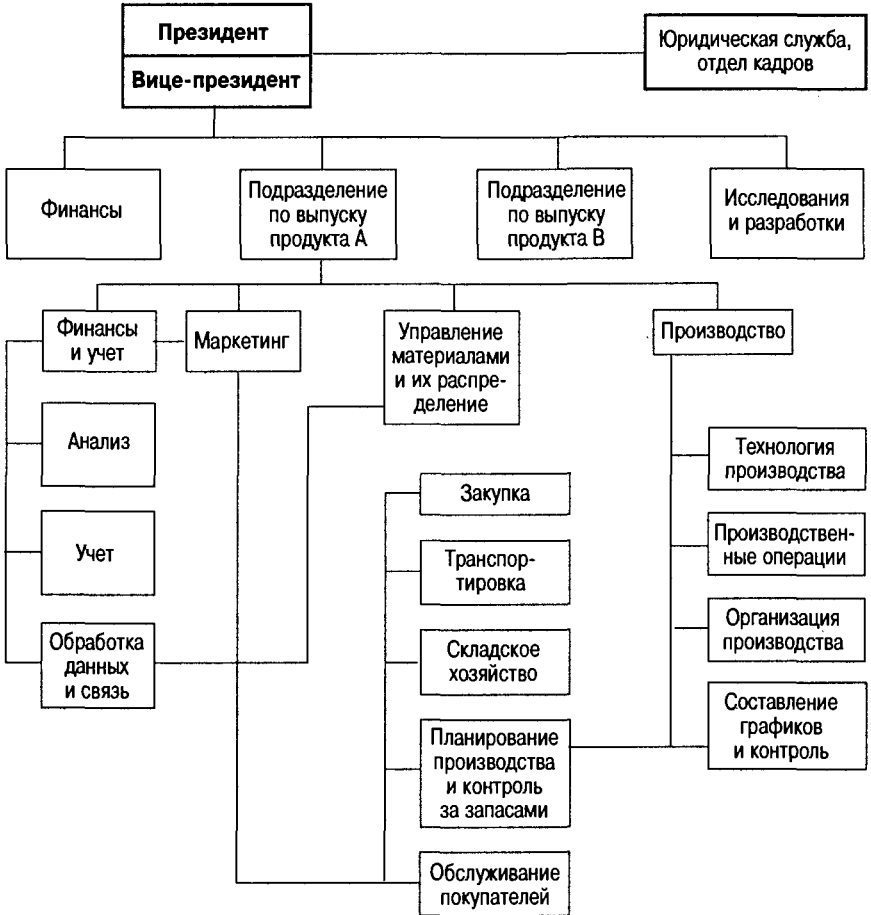 Президент
Вице-президент
Юридическая служба,
отдел кадров
Финансы
Подразделение
по выпуску
продукта А
Подразделение
по выпуску
продукта В
Исследования
и разработки
Финансы
и учет
Маркетинг
Управление
материалами
и их распре-
деление
Производство
Анализ
Учет
Обработка
данных
и связь
Закупка
Транспор-
тировка
Складское
хозяйство
Планирование
производства
и контроль
за запасами
Обслуживание
покупателей
Технология
производства
Производствен-
ные операции
Организация
производства
Составление
графиков
и контроль